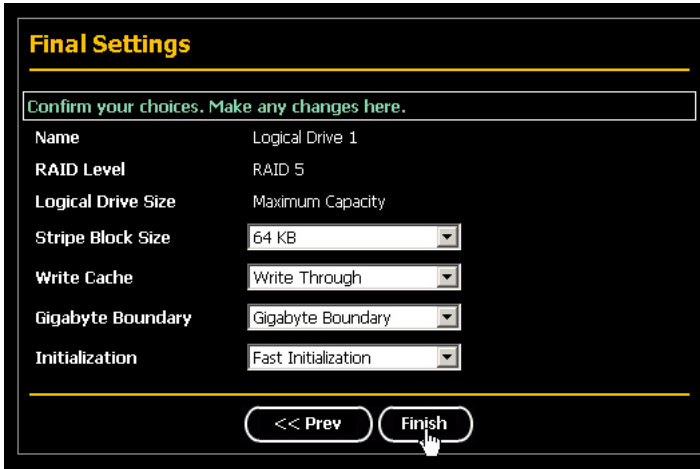 Final Settings
Confirm your choices. Make any changes here.
Name Logical Drive 1
RAID Level RAID 5
Logical Drive Size Maximum Capacity
Stripe Block Size 64 KB
Write Cache Write Through
Gigabyte Boundary Gigabyte Boundary
Initialization Fast Initialization
<< Prev Finish